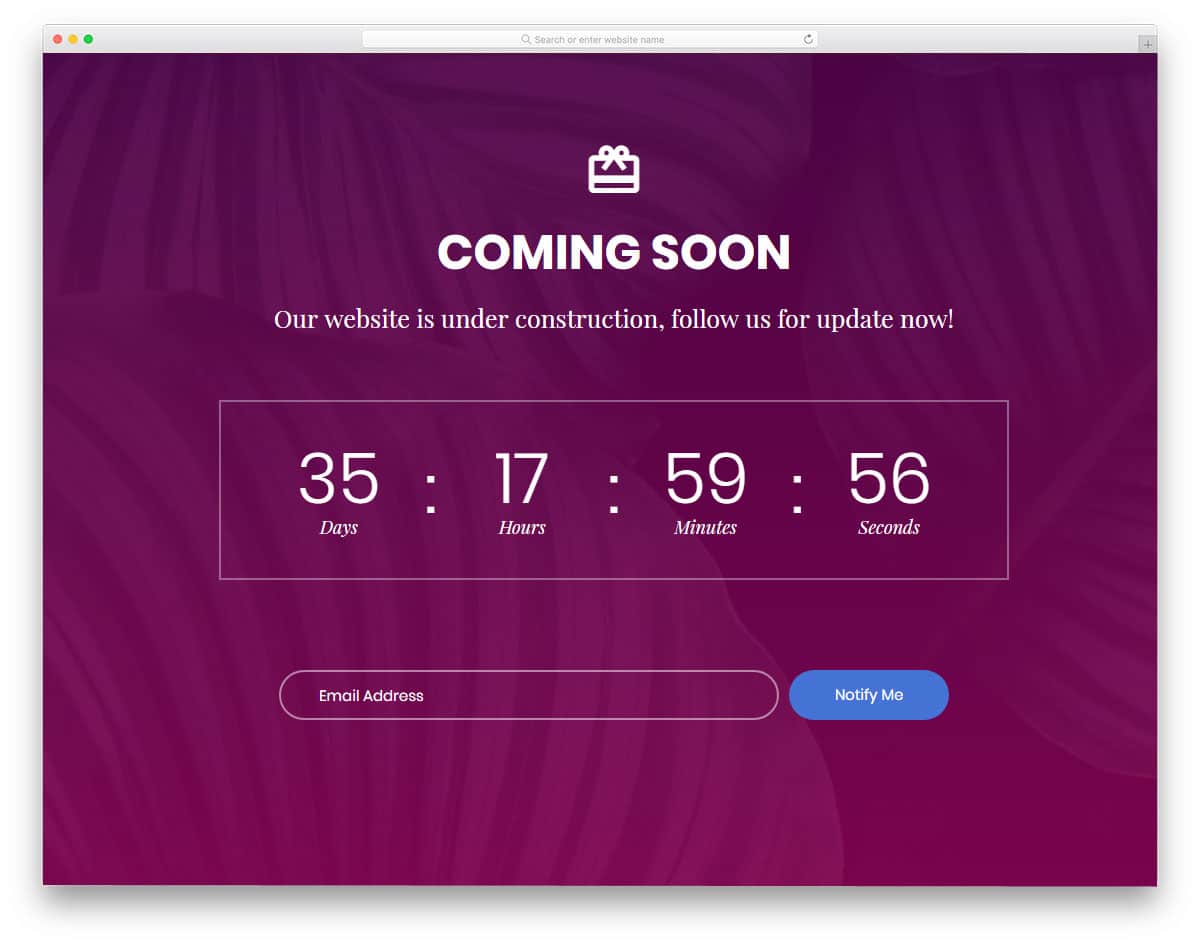 Search or enter website name
COMING SOON
Our website is under construction, follow us for update now!
35 : 17 : 59 : 56
Days Hours Minutes Seconds
Email Address Notify Me